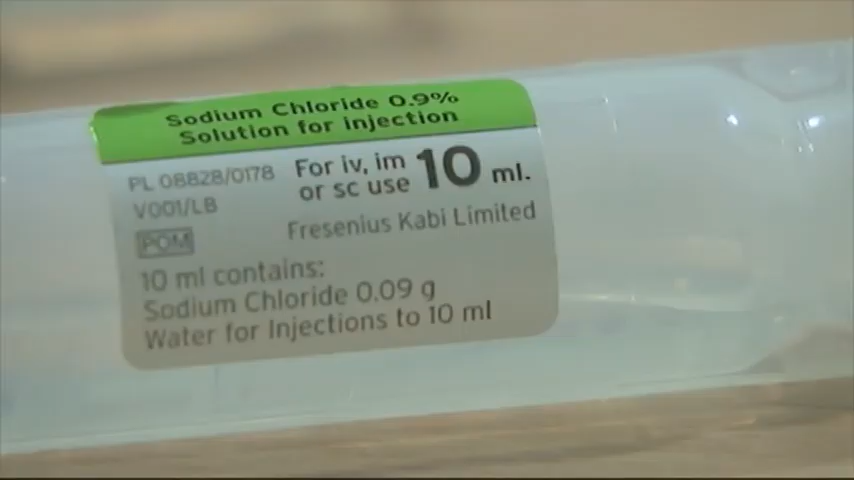 Sodium Chloride 0.9%
Solution for injection
PL 08828/0178
V001/LB
POM
For iv, im
or sc use
10 ml.
Fresenius Kabi Limited
10 ml contains:
Sodium Chloride 0.09 g
Water for Injections to 10 ml